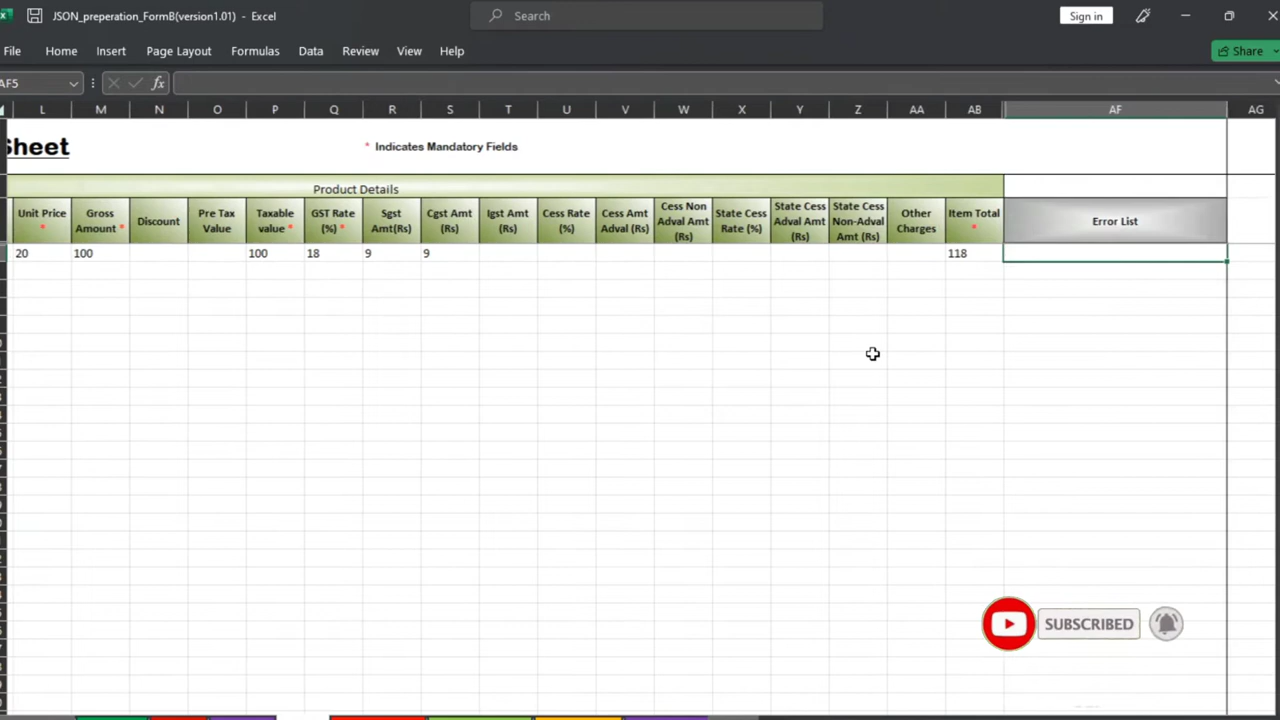 JSON_preperation_FormB(version1.01) - Excel
Search
Sign in
File Home Insert Page Layout Formulas Data Review View Help
Share
AF5
fx
L M N O P Q R S T U V W X Y Z AA AB AF AG
Sheet
* Indicates Mandatory Fields
Product Details
Unit Price *
Gross Amount *
Discount
Pre Tax Value
Taxable value *
GST Rate (%) *
Sgst Amt(Rs)
Cgst Amt (Rs)
Igst Amt (Rs)
Cess Rate (%)
Cess Amt Adval (Rs)
Cess Non Adval Amt (Rs)
State Cess Rate (%)
State Cess Adval Amt (Rs)
State Cess Non-Adval Amt (Rs)
Other Charges
Item Total *
Error List
20 100 100 18 9 9 118
SUBSCRIBED